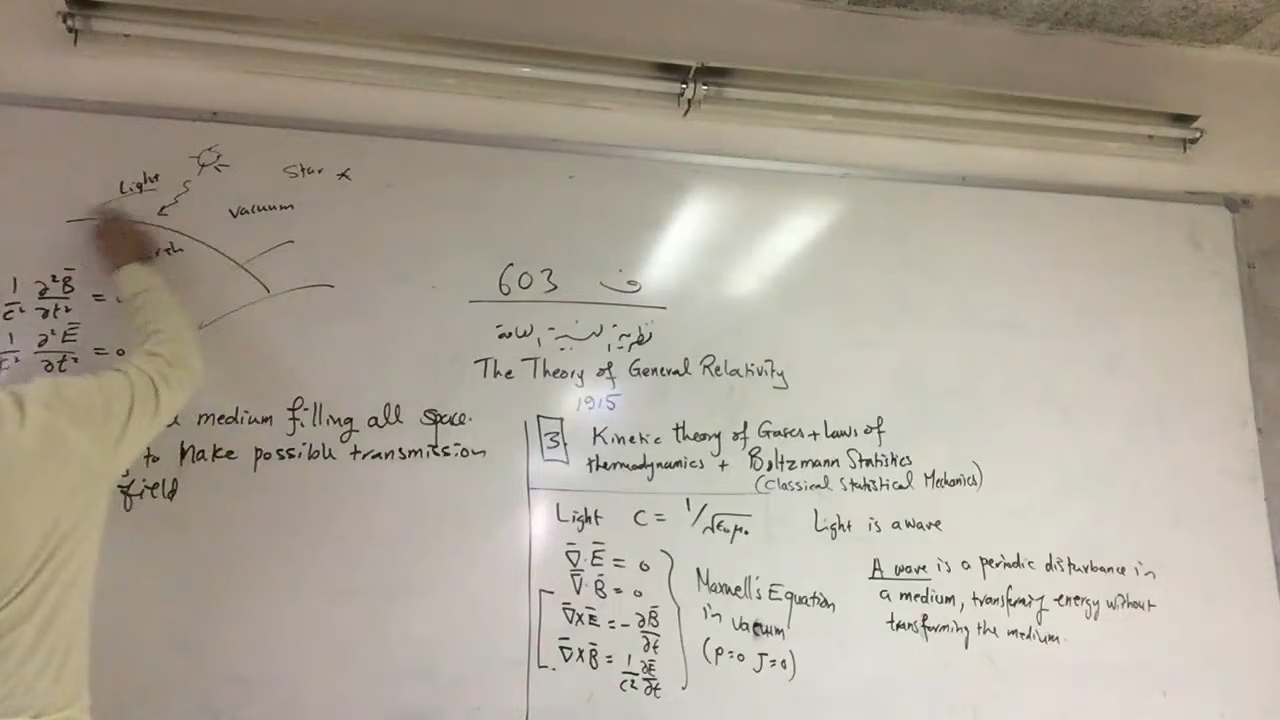 Light
Star
Vacuum
1/c² ∂²B̄/∂t² =
1/c² ∂²Ē/∂t² = 0
medium filling all space.
to Make possible transmission
field
603 ف
نظرية النسبية العامة
The Theory of General Relativity
1915
3 Kinetic theory of Gases + Laws of
thermodynamics + Boltzmann Statistics
(Classical Statistical Mechanics)
Light C = 1/√ε₀μ₀ Light is a wave
∇̄·Ē = 0
∇̄·B̄ = 0
∇̄×Ē = -∂B̄/∂t
∇̄×B̄ = 1/c² ∂Ē/∂t
Maxwell's Equation
in vacuum
(ρ=0 J=0)
A wave is a periodic disturbance in
a medium, energy without
the medium.